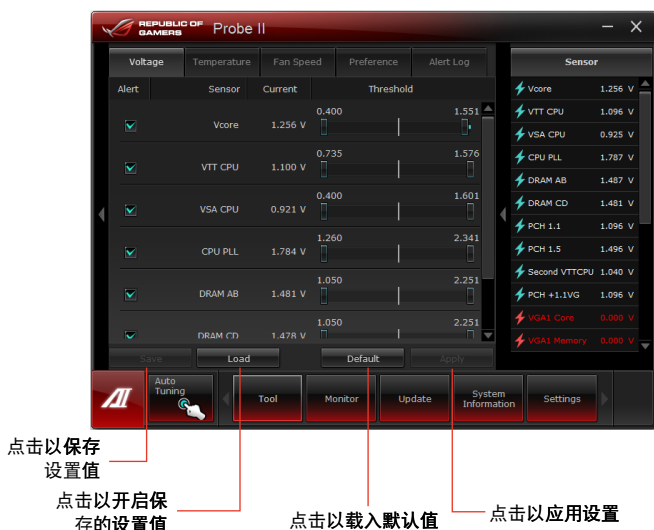 REPUBLIC OF
GAMERS
Probe II
Voltage Temperature Fan Speed Preference Alert Log
Alert Sensor Current Threshold
Vcore 1.256 V 0.400 1.551
VTT CPU 1.100 V 0.735 1.576
VSA CPU 0.921 V 0.400 1.601
CPU PLL 1.784 V 1.260 2.341
DRAM AB 1.481 V 1.050 2.251
DRAM CD 1.478 V 1.050 2.251
Save Load Default Apply
Sensor
Vcore 1.256 V
VTT CPU 1.096 V
VSA CPU 0.925 V
CPU PLL 1.787 V
DRAM AB 1.487 V
DRAM CD 1.481 V
PCH 1.1 1.096 V
PCH 1.5 1.496 V
Second VTTCPU 1.040 V
PCH +1.1VG 1.096 V
VGA1 Core 0.000 V
VGA1 Memory 0.000 V
Auto
Tuning
Tool
Monitor
Update
System
Information
Settings
点击以保存
设置值
点击以开启保
存的设置值
点击以载入默认值
点击以应用设置